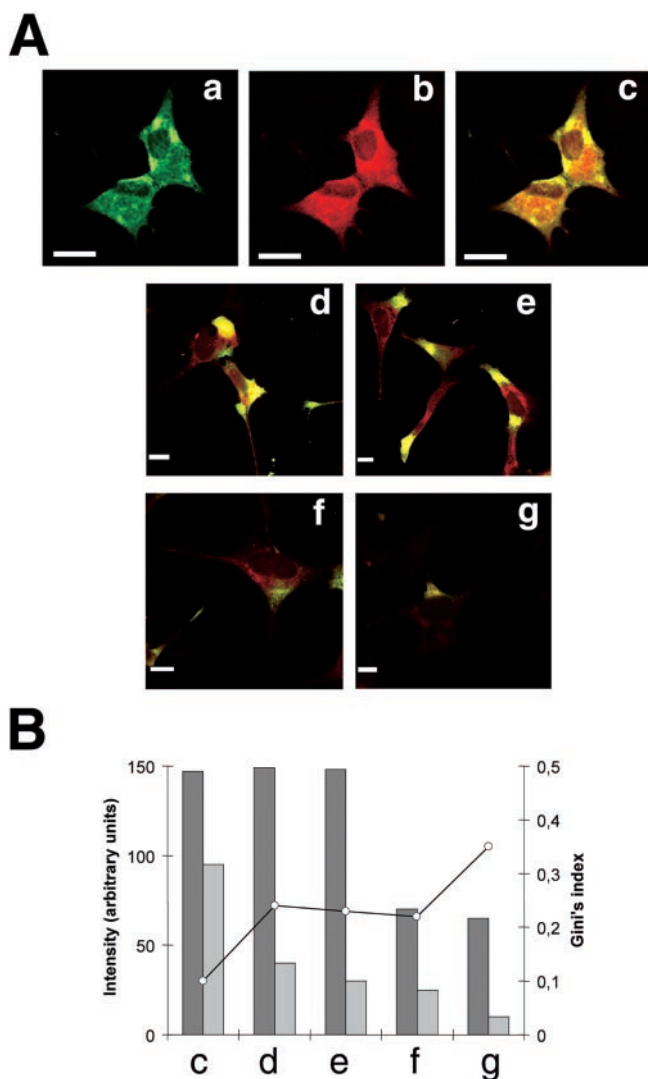 A
a b c
d e
f g
B
Intensity (arbitrary units)
150
100
50
0
0,5
0,4
0,3
0,2
0,1
0
Gini's index
c d e f g